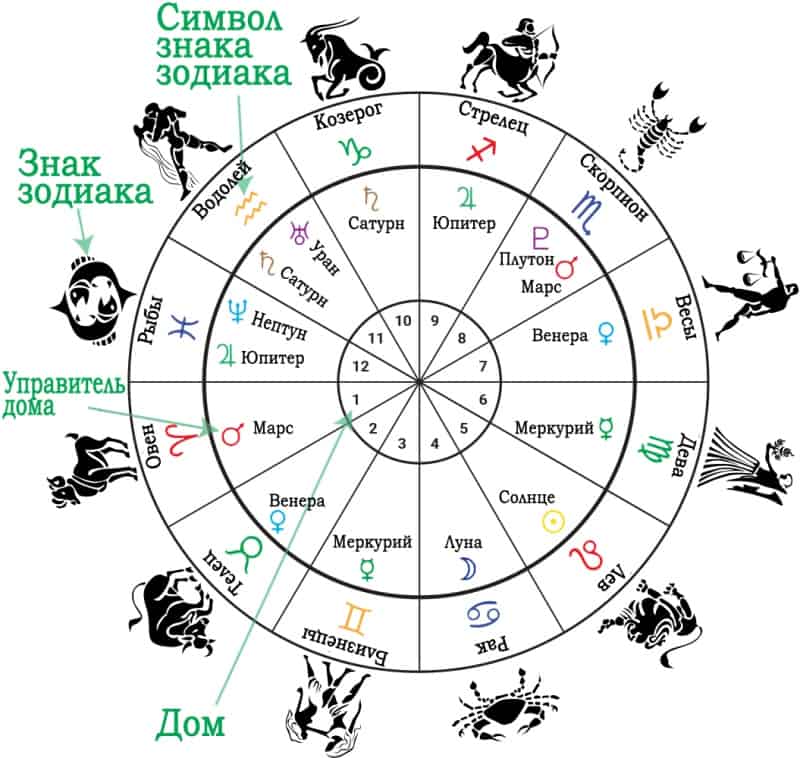 Символ
знака
зодиака
Знак
зодиака
Козерог
Стрелец
Водолей
Скорпион
Сатурн
Юпитер
Уран
Сатурн
Плутон
Марс
Рыбы
Весы
Нептун
Юпитер
Венера
10 9
11 8
12 7
1 6
2 5
3 4
Управитель
дома
Овен
Марс
Меркурий
Дева
Венера
Солнце
Меркурий
Луна
Телец
Лев
Близнецы
Рак
Дом